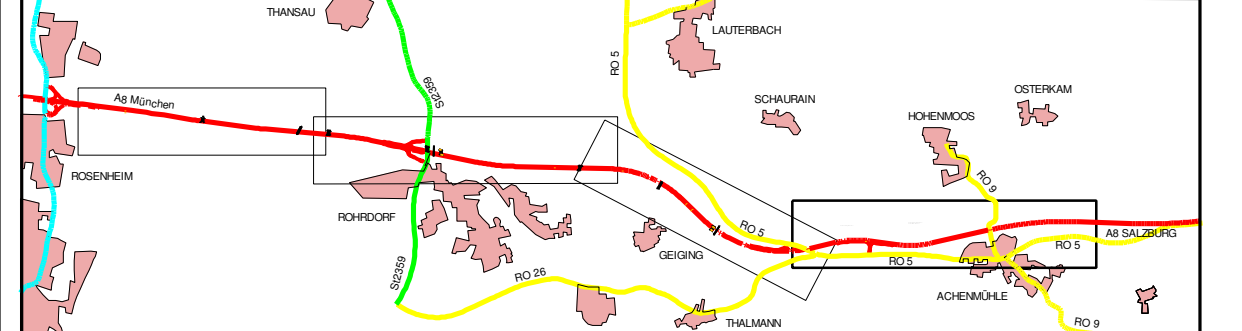 THANSAU
LAUTERBACH
RO 5
St2359
A8 München
SCHAURAIN
OSTERKAM
HOHENMOOS
ROSENHEIM
RO 9
ROHRDORF
RO 5
A8 SALZBURG
RO 5
GEIGING
RO 5
St2359
RO 26
ACHENMÜHLE
THALMANN
RO 9